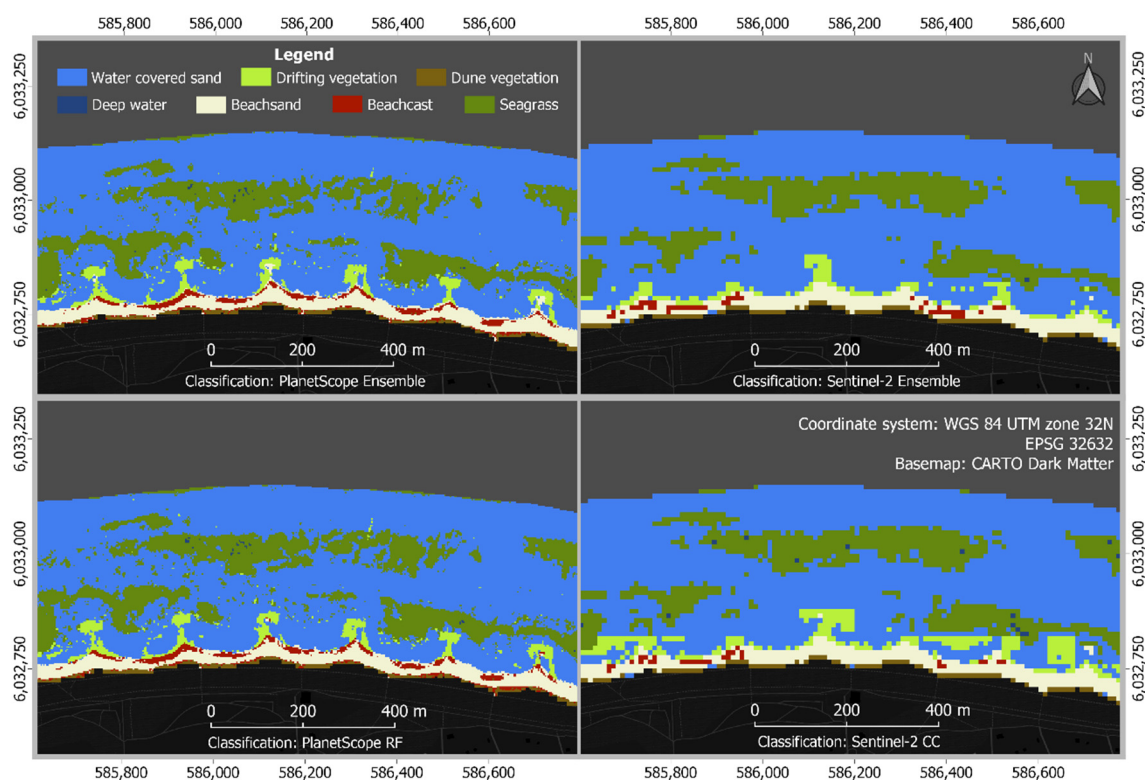 585,800 586,000 586,200 586,400 586,600 585,800 586,000 586,200 586,400 586,600
Legend
Water covered sand Drifting vegetation Dune vegetation
Deep water Beachsand Beachcast Seagrass
N
6,033,250 6,033,250
6,033,000 6,033,000
6,032,750 6,032,750
0 200 400 m 0 200 400 m
Classification: PlanetScope Ensemble Classification: Sentinel-2 Ensemble
Coordinate system: WGS 84 UTM zone 32N
EPSG 32632
Basemap: CARTO Dark Matter
6,033,250 6,033,250
6,033,000 6,033,000
6,032,750 6,032,750
0 200 400 m 0 200 400 m
Classification: PlanetScope RF Classification: Sentinel-2 CC
585,800 586,000 586,200 586,400 586,600 585,800 586,000 586,200 586,400 586,600